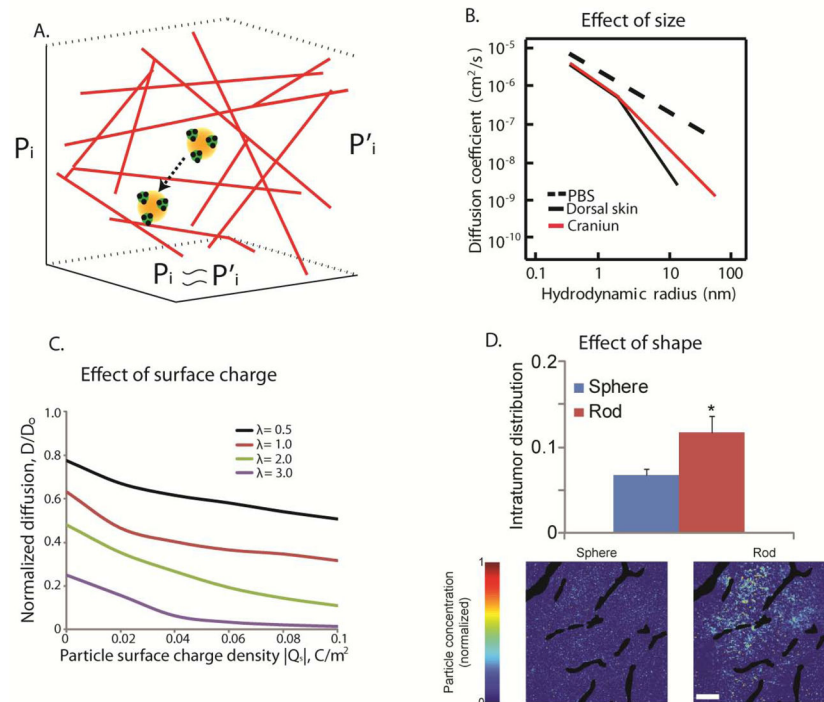 A.
Pi
P'i
Pi ≈ P'i
B.
Effect of size
Diffusion coefficient (cm²/s)
10⁻⁵
10⁻⁶
10⁻⁷
10⁻⁸
10⁻⁹
10⁻¹⁰
PBS
Dorsal skin
Craniun
0.1 1 10 100
Hydrodynamic radius (nm)
C.
Effect of surface charge
Normalized diffusion, D/Do
1.0
0.8
0.6
0.4
0.2
0
λ= 0.5
λ= 1.0
λ= 2.0
λ= 3.0
0 0.02 0.04 0.06 0.08 0.1
Particle surface charge density |Qs|, C/m²
D.
Effect of shape
Intratumor distribution
0.2
0.1
0
Sphere
Rod
*
Sphere Rod
Particle concentration
(normalized)
1